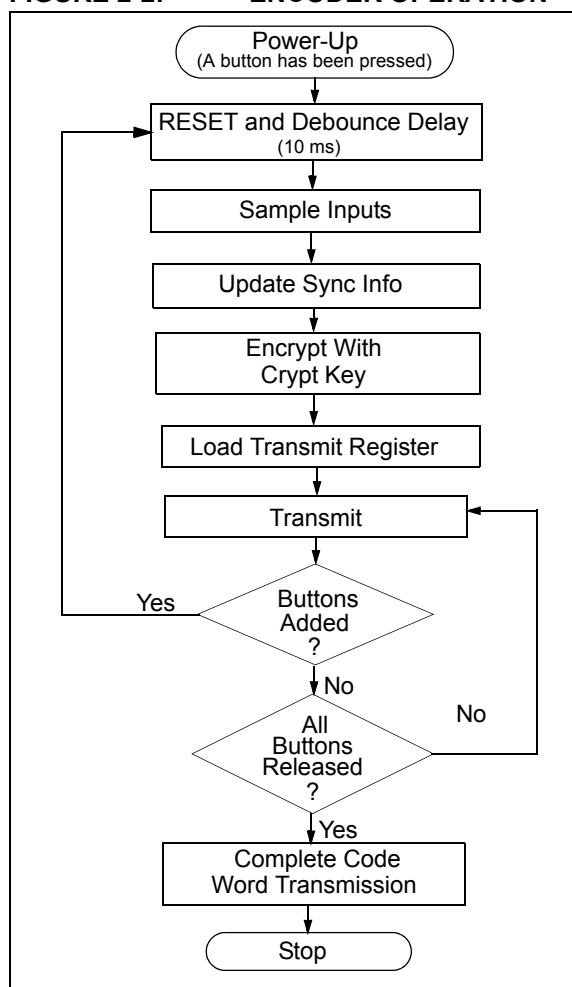 Power-Up
(A button has been pressed)
RESET and Debounce Delay
(10 ms)
Sample Inputs
Update Sync Info
Encrypt With
Crypt Key
Load Transmit Register
Transmit
Yes
Buttons
Added
?
No
No
All
Buttons
Released
?
Yes
Complete Code
Word Transmission
Stop